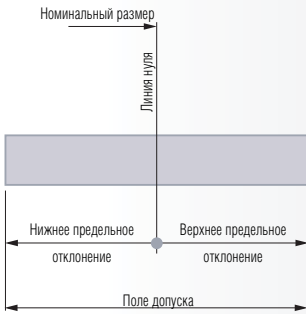 Номинальный размер
Линия нуля
Нижнее предельное
отклонение
Верхнее предельное
отклонение
Поле допуска